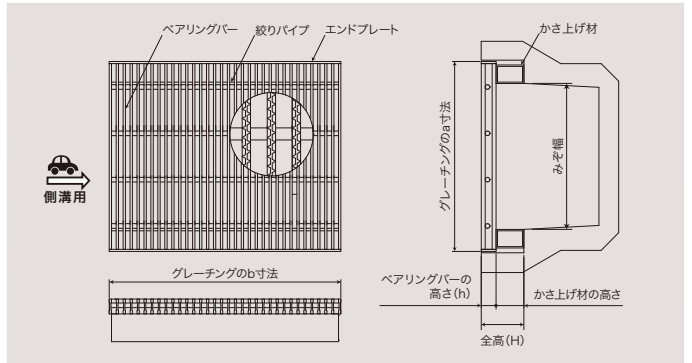 ベアリングバー
絞りパイプ
エンドプレート
かさ上げ材
グレーチングのa寸法
みぞ幅
側溝用
グレーチングのb寸法
ベアリングバーの
高さ(h)
かさ上げ材の高さ
全高(H)